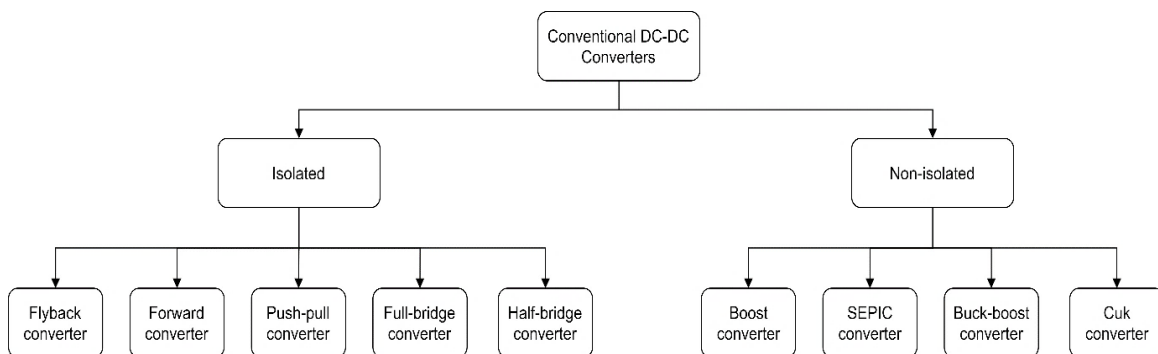 Conventional DC-DC
Converters
Isolated
Non-isolated
Flyback
converter
Forward
converter
Push-pull
converter
Full-bridge
converter
Half-bridge
converter
Boost
converter
SEPIC
converter
Buck-boost
converter
Cuk
converter